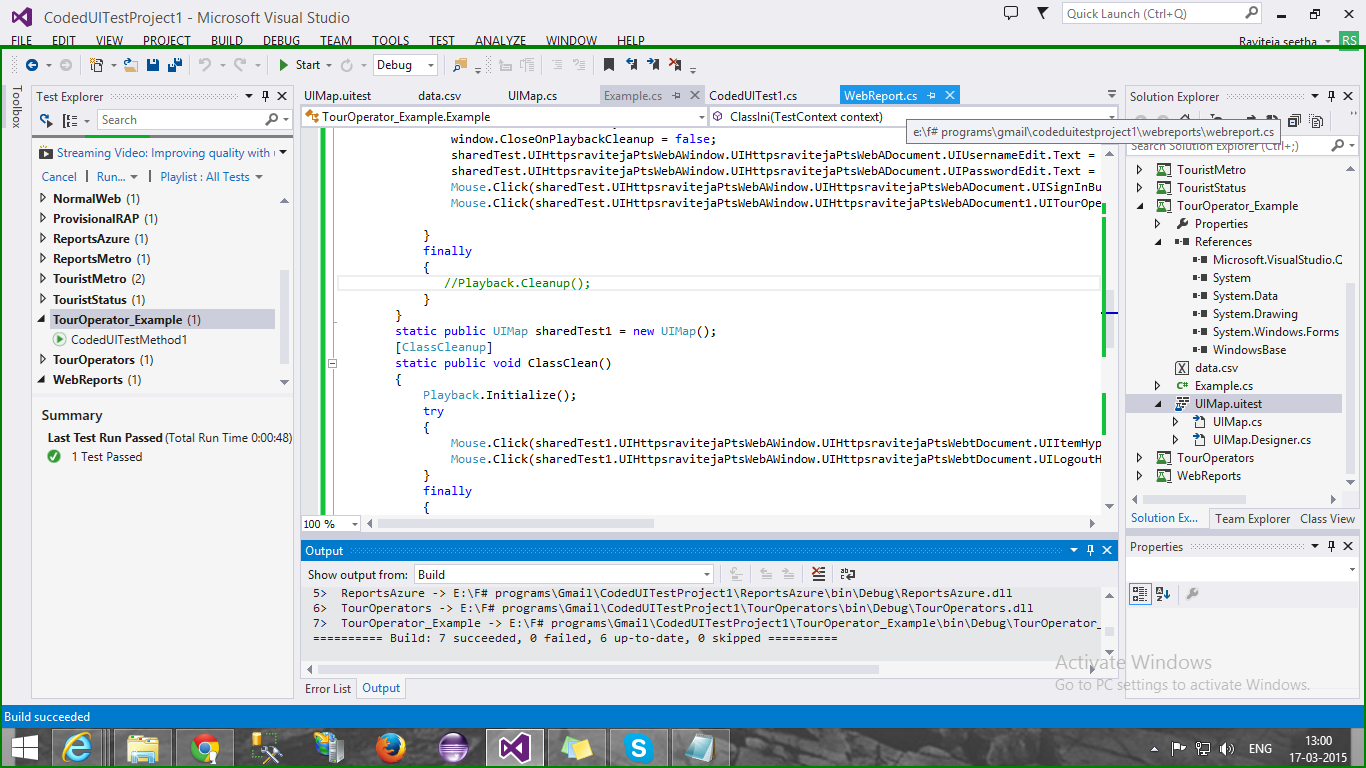 CodedUITestProject1 - Microsoft Visual Studio
Quick Launch (Ctrl+Q)
FILE EDIT VIEW PROJECT BUILD DEBUG TEAM TOOLS TEST ANALYZE WINDOW HELP
Raviteja seetha RS
Start Debug
Toolbox
Test Explorer
Search
Streaming Video: Improving quality with
Cancel Run... Playlist : All Tests
NormalWeb (1)
ProvisionalRAP (1)
ReportsAzure (1)
ReportsMetro (1)
TouristMetro (2)
TouristStatus (1)
TourOperator_Example (1)
CodedUITestMethod1
TourOperators (1)
WebReports (1)
Summary
Last Test Run Passed (Total Run Time 0:00:48)
1 Test Passed
UIMap.uitest data.csv UIMap.cs Example.cs CodedUITest1.cs WebReport.cs
TourOperator_Example.Example ClassIni(TestContext context)
e:\f# programs\gmail\codeduitestproject1\webreports\webreport.cs
window.CloseOnPlaybackCleanup = false;
sharedTest.UIHttpsravitejaPtsWebAWindow.UIHttpsravitejaPtsWebADocument.UIUsernameEdit.Text =
sharedTest.UIHttpsravitejaPtsWebAWindow.UIHttpsravitejaPtsWebADocument.UIPasswordEdit.Text =
Mouse.Click(sharedTest.UIHttpsravitejaPtsWebAWindow.UIHttpsravitejaPtsWebADocument.UISignInBu
Mouse.Click(sharedTest.UIHttpsravitejaPtsWebAWindow.UIHttpsravitejaPtsWebADocument1.UITourOpe
}
finally
{
//Playback.Cleanup();
}
}
static public UIMap sharedTest1 = new UIMap();
[ClassCleanup]
static public void ClassClean()
{
Playback.Initialize();
try
{
Mouse.Click(sharedTest1.UIHttpsravitejaPtsWebAWindow.UIHttpsravitejaPtsWebtDocument.UIItemHyp
Mouse.Click(sharedTest1.UIHttpsravitejaPtsWebAWindow.UIHttpsravitejaPtsWebtDocument.UILogoutH
}
finally
{
100 %
Output
Show output from: Build
5> ReportsAzure -> E:\F# programs\Gmail\CodedUITestProject1\ReportsAzure\bin\Debug\ReportsAzure.dll
6> TourOperators -> E:\F# programs\Gmail\CodedUITestProject1\TourOperators\bin\Debug\TourOperators.dll
7> TourOperator_Example -> E:\F# programs\Gmail\CodedUITestProject1\TourOperator_Example\bin\Debug\TourOperator_
========== Build: 7 succeeded, 0 failed, 6 up-to-date, 0 skipped ==========
Error List Output
Solution Explorer
Search Solution Explorer (Ctrl+;)
TouristMetro
TouristStatus
TourOperator_Example
Properties
References
Microsoft.VisualStudio.Q
System
System.Data
System.Drawing
System.Windows.Forms
WindowsBase
data.csv
Example.cs
UIMap.uitest
UIMap.cs
UIMap.Designer.cs
TourOperators
WebReports
Solution Ex... Team Explorer Class View
Properties
Activate Windows
Go to PC settings to activate Windows.
Build succeeded
ENG
13:00
17-03-2015